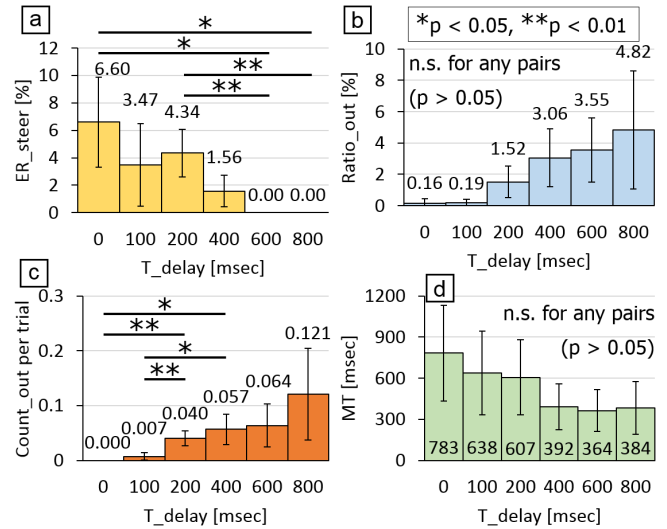 a
*
*
**
**
ER_steer [%]
12
10
8
6
4
2
0
6.60
3.47
4.34
1.56
0.00 0.00
0 100 200 400 600 800
T_delay [msec]
b
*p < 0.05, **p < 0.01
n.s. for any pairs
(p > 0.05)
Ratio_out [%]
10
8
6
4
2
0
0.16 0.19
1.52
3.06
3.55
4.82
0 100 200 400 600 800
T_delay [msec]
c
*
**
*
**
Count_out per trial
0.3
0.2
0.1
0
0.000
0.007
0.040
0.057
0.064
0.121
0 100 200 400 600 800
T_delay [msec]
d
n.s. for any pairs
(p > 0.05)
MT [msec]
1200
900
600
300
0
783 638 607 392 364 384
0 100 200 400 600 800
T_delay [msec]